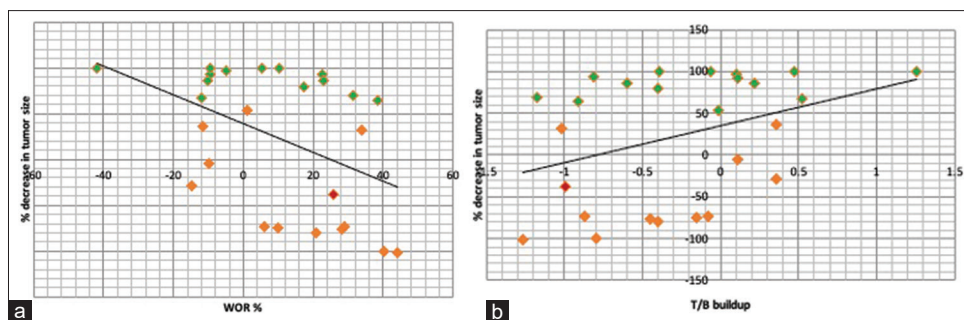 % decrease in tumor size
-60 -40 -20 0 20 40 60
WOR %
a
% decrease in tumor size
150
100
50
0
-50
-100
-150
-1.5 -1 -0.5 0 0.5 1 1.5
T/B buildup
b